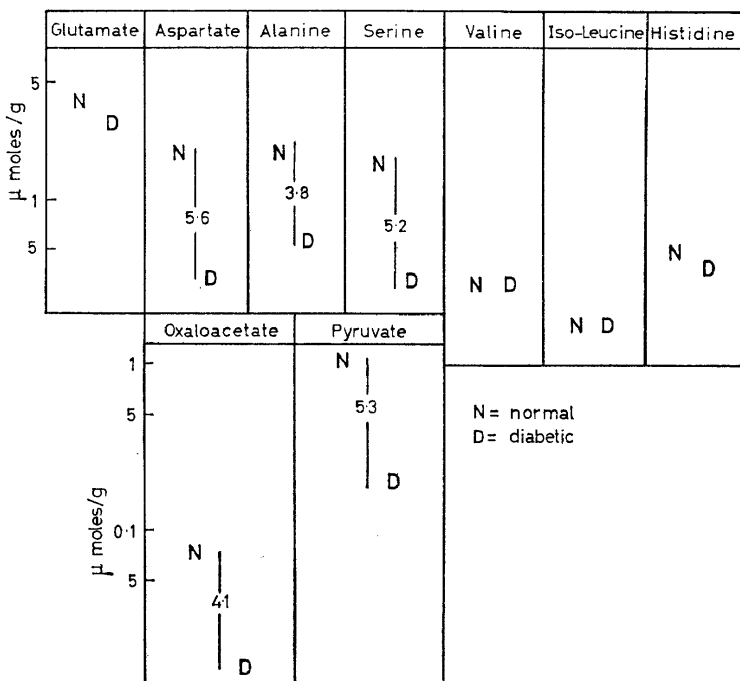 Glutamate Aspartate Alanine Serine Valine Iso-Leucine Histidine
5
N
D
N N
N
μ moles/g
1
3·8
5·6
5·2
5
D
D D
N D
N D
N
D
Oxaloacetate Pyruvate
1
N
5·3
5
D
N = normal
D = diabetic
μ moles/g
0·1
N
5
4·1
D